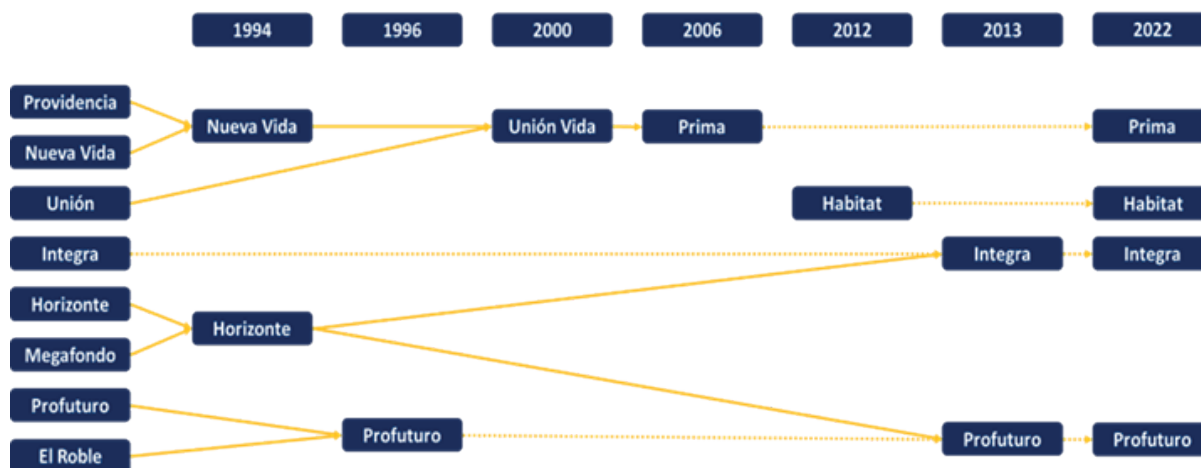 1994 1996 2000 2006 2012 2013 2022
Providencia
Nueva Vida Unión Vida Prima Prima
Nueva Vida
Unión Habitat Habitat
Integra Integra Integra
Horizonte
Horizonte
Megafondo
Profuturo
Profuturo Profuturo Profuturo
El Roble